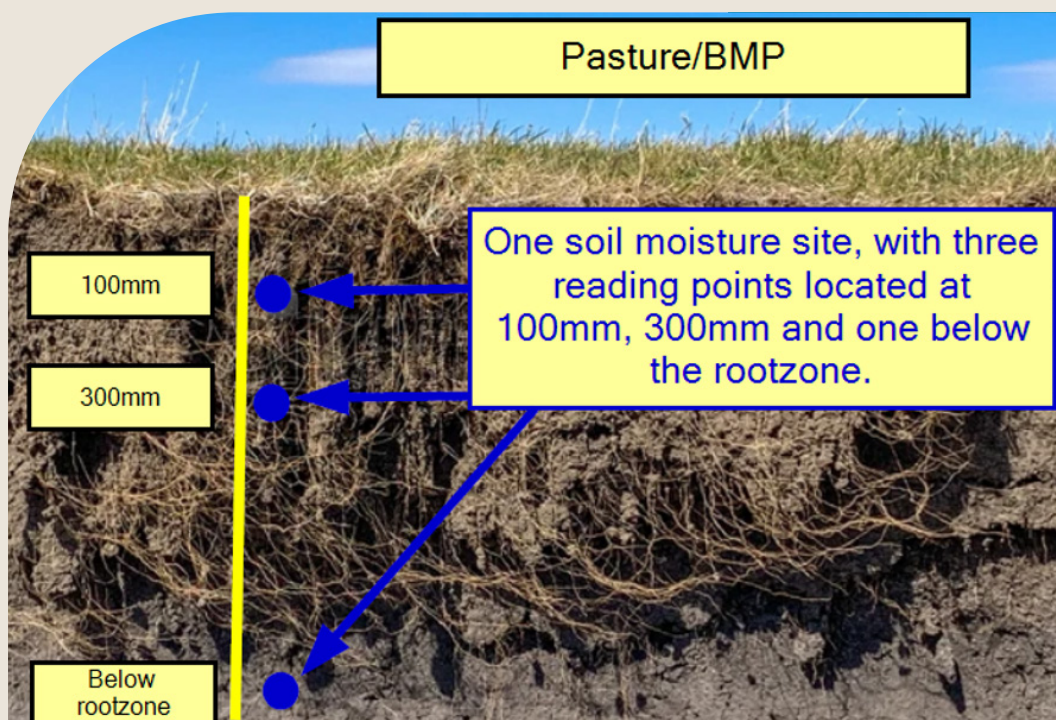 Pasture/BMP
One soil moisture site, with three
reading points located at
100mm, 300mm and one below
the rootzone.
100mm
300mm
Below
rootzone